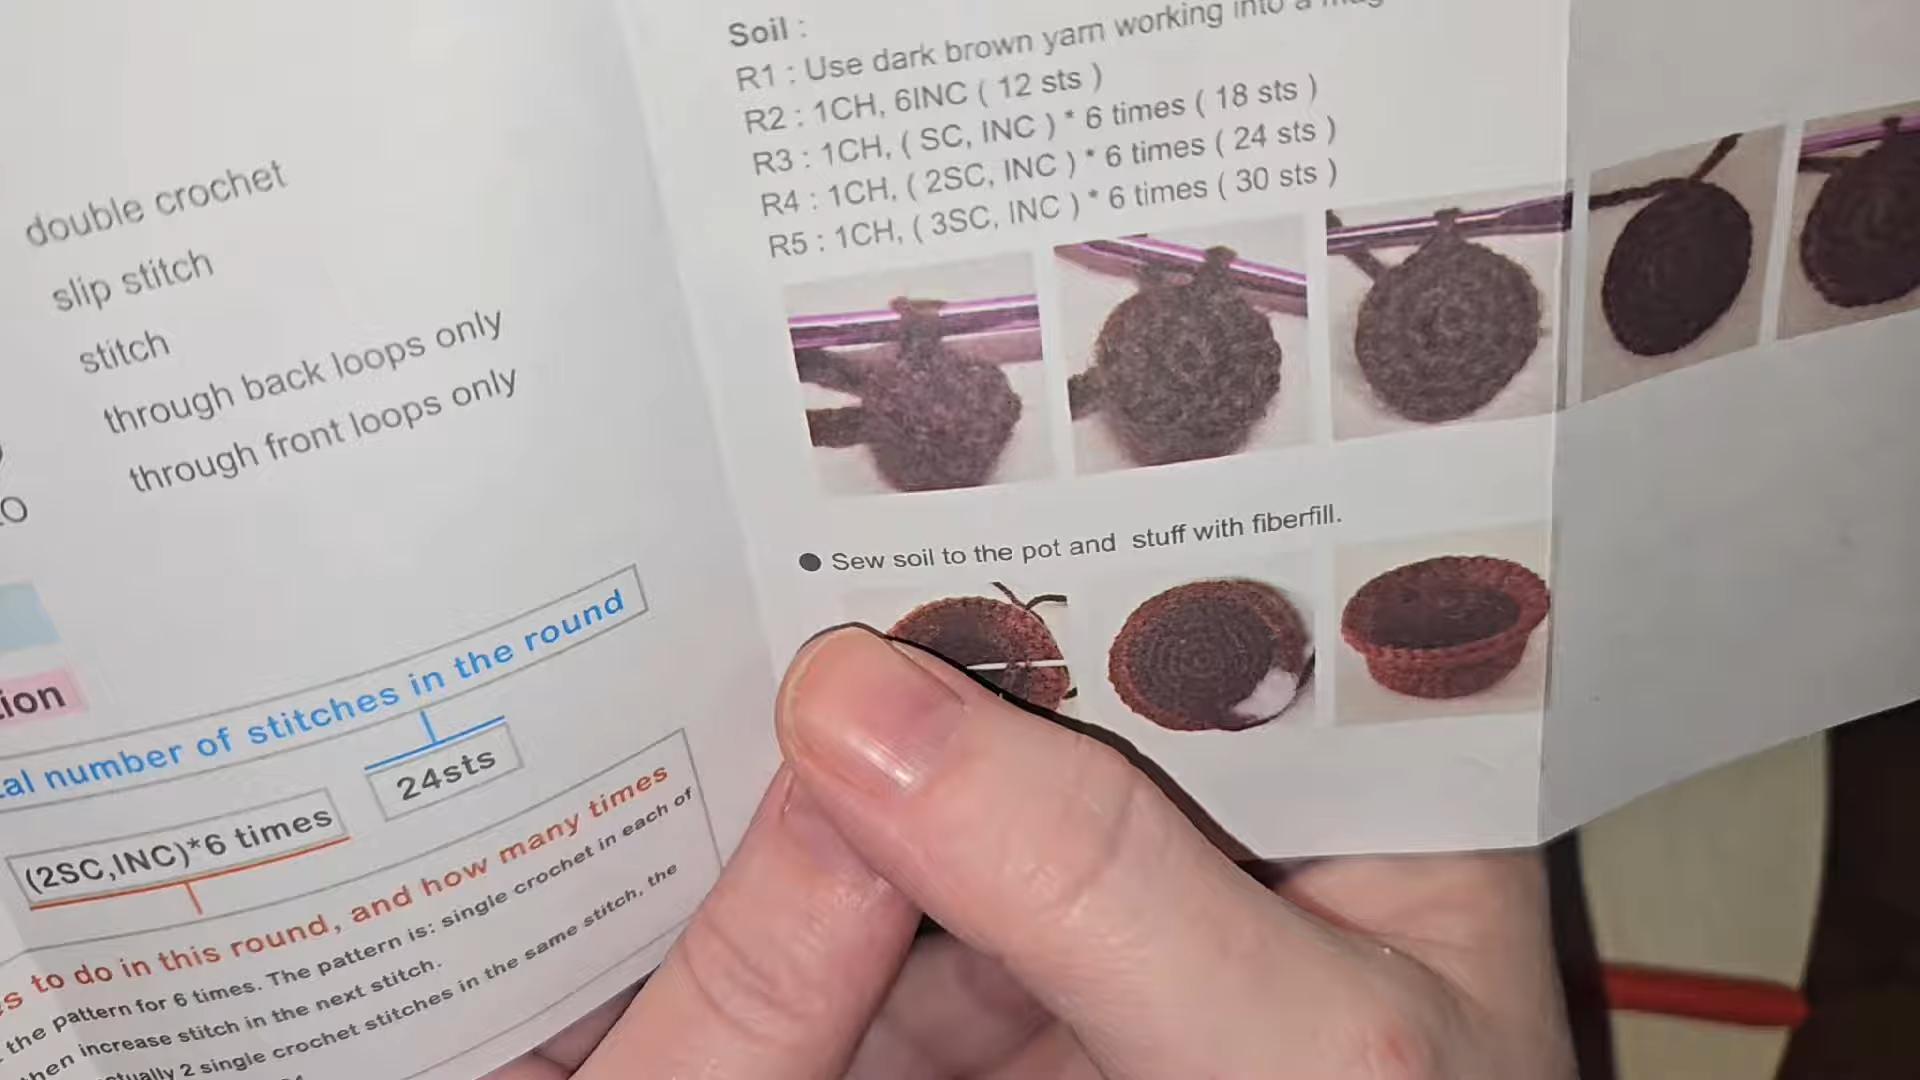 double crochet
slip stitch
stitch
through back loops only
through front loops only
number of stitches in the round
24sts
(2SC,INC)*6 times
to do in this round, and how many times
the pattern for 6 times. The pattern is: single crochet in each of
increase stitch in the next stitch.
2 single crochet stitches in the same stitch, the
Soil :
R1 : Use dark brown yarn working into a
R2 : 1CH, 6INC ( 12 sts )
R3 : 1CH, ( SC, INC ) * 6 times ( 18 sts )
R4 : 1CH, ( 2SC, INC ) * 6 times ( 24 sts )
R5 : 1CH, ( 3SC, INC ) * 6 times ( 30 sts )
● Sew soil to the pot and stuff with fiberfill.